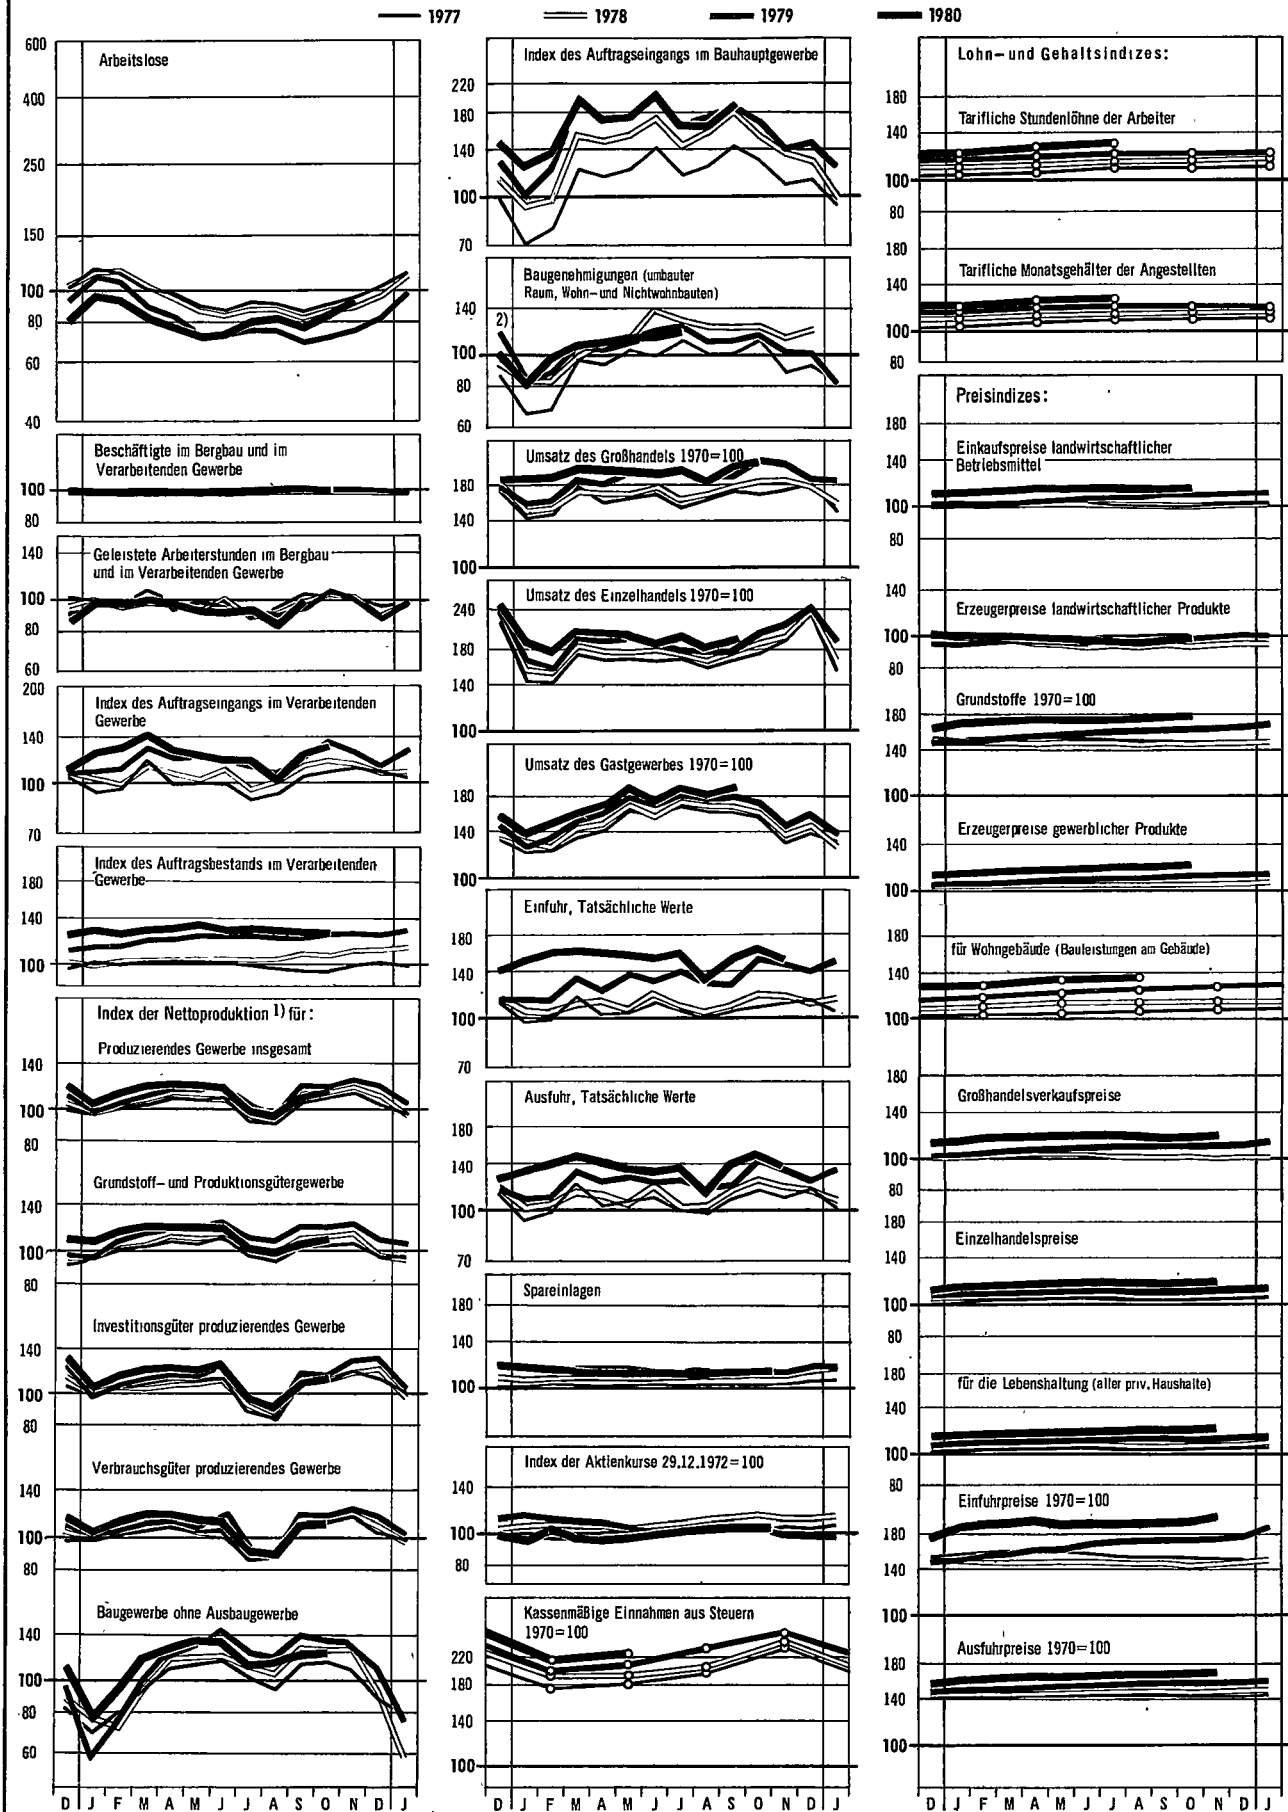 1977
1978
1979
1980
600
Arbeitslose
400
250
150
100
80
60
40
Beschäftigte im Bergbau und im
Verarbeitenden Gewerbe
100
80
140
Geleistete Arbeiterstunden im Bergbau
und im Verarbeitenden Gewerbe
100
80
60
200
Index des Auftragseingangs im Verarbeitenden
Gewerbe
140
100
70
Index des Auftragsbestands im Verarbeitenden
Gewerbe
180
140
100
Index der Nettoproduktion 1) für:
Produzierendes Gewerbe insgesamt
140
100
80
Grundstoff- und Produktionsgütergewerbe
140
100
80
Investitionsgüter produzierendes Gewerbe
140
100
80
Verbrauchsgüter produzierendes Gewerbe
140
100
80
Baugewerbe ohne Ausbaugewerbe
140
100
80
60
D J F M A M J J A S O N D J
Index des Auftragseingangs im Bauhauptgewerbe
220
180
140
100
70
Baugenehmigungen (umbauter
Raum, Wohn- und Nichtwohnbauten)
140
2)
100
80
60
Umsatz des Großhandels 1970=100
180
140
100
Umsatz des Einzelhandels 1970=100
240
180
140
100
Umsatz des Gastgewerbes 1970=100
180
140
100
Einfuhr, Tatsächliche Werte
180
140
100
70
Ausfuhr, Tatsächliche Werte
180
140
100
70
Spareinlagen
180
140
100
Index der Aktienkurse 29.12.1972=100
140
100
80
Kassenmäßige Einnahmen aus Steuern
1970=100
220
180
140
100
D J F M A M J J A S O N D J
Lohn- und Gehaltsindizes:
180
Tarifliche Stundenlöhne der Arbeiter
140
100
80
180
Tarifliche Monatsgehälter der Angestellten
140
100
80
Preisindizes:
180
Einkaufspreise landwirtschaftlicher
Betriebsmittel
140
100
80
140
Erzeugerpreise landwirtschaftlicher Produkte
100
80
Grundstoffe 1970=100
180
140
100
Erzeugerpreise gewerblicher Produkte
140
100
180
für Wohngebäude (Bauleistungen am Gebäude)
140
100
180
Großhandelsverkaufspreise
140
100
80
180
Einzelhandelspreise
140
100
80
180
für die Lebenshaltung (aller priv. Haushalte)
140
100
80
Einfuhrpreise 1970=100
180
140
100
Ausfuhrpreise 1970=100
180
140
100
D J F M A M J J A S O N D J